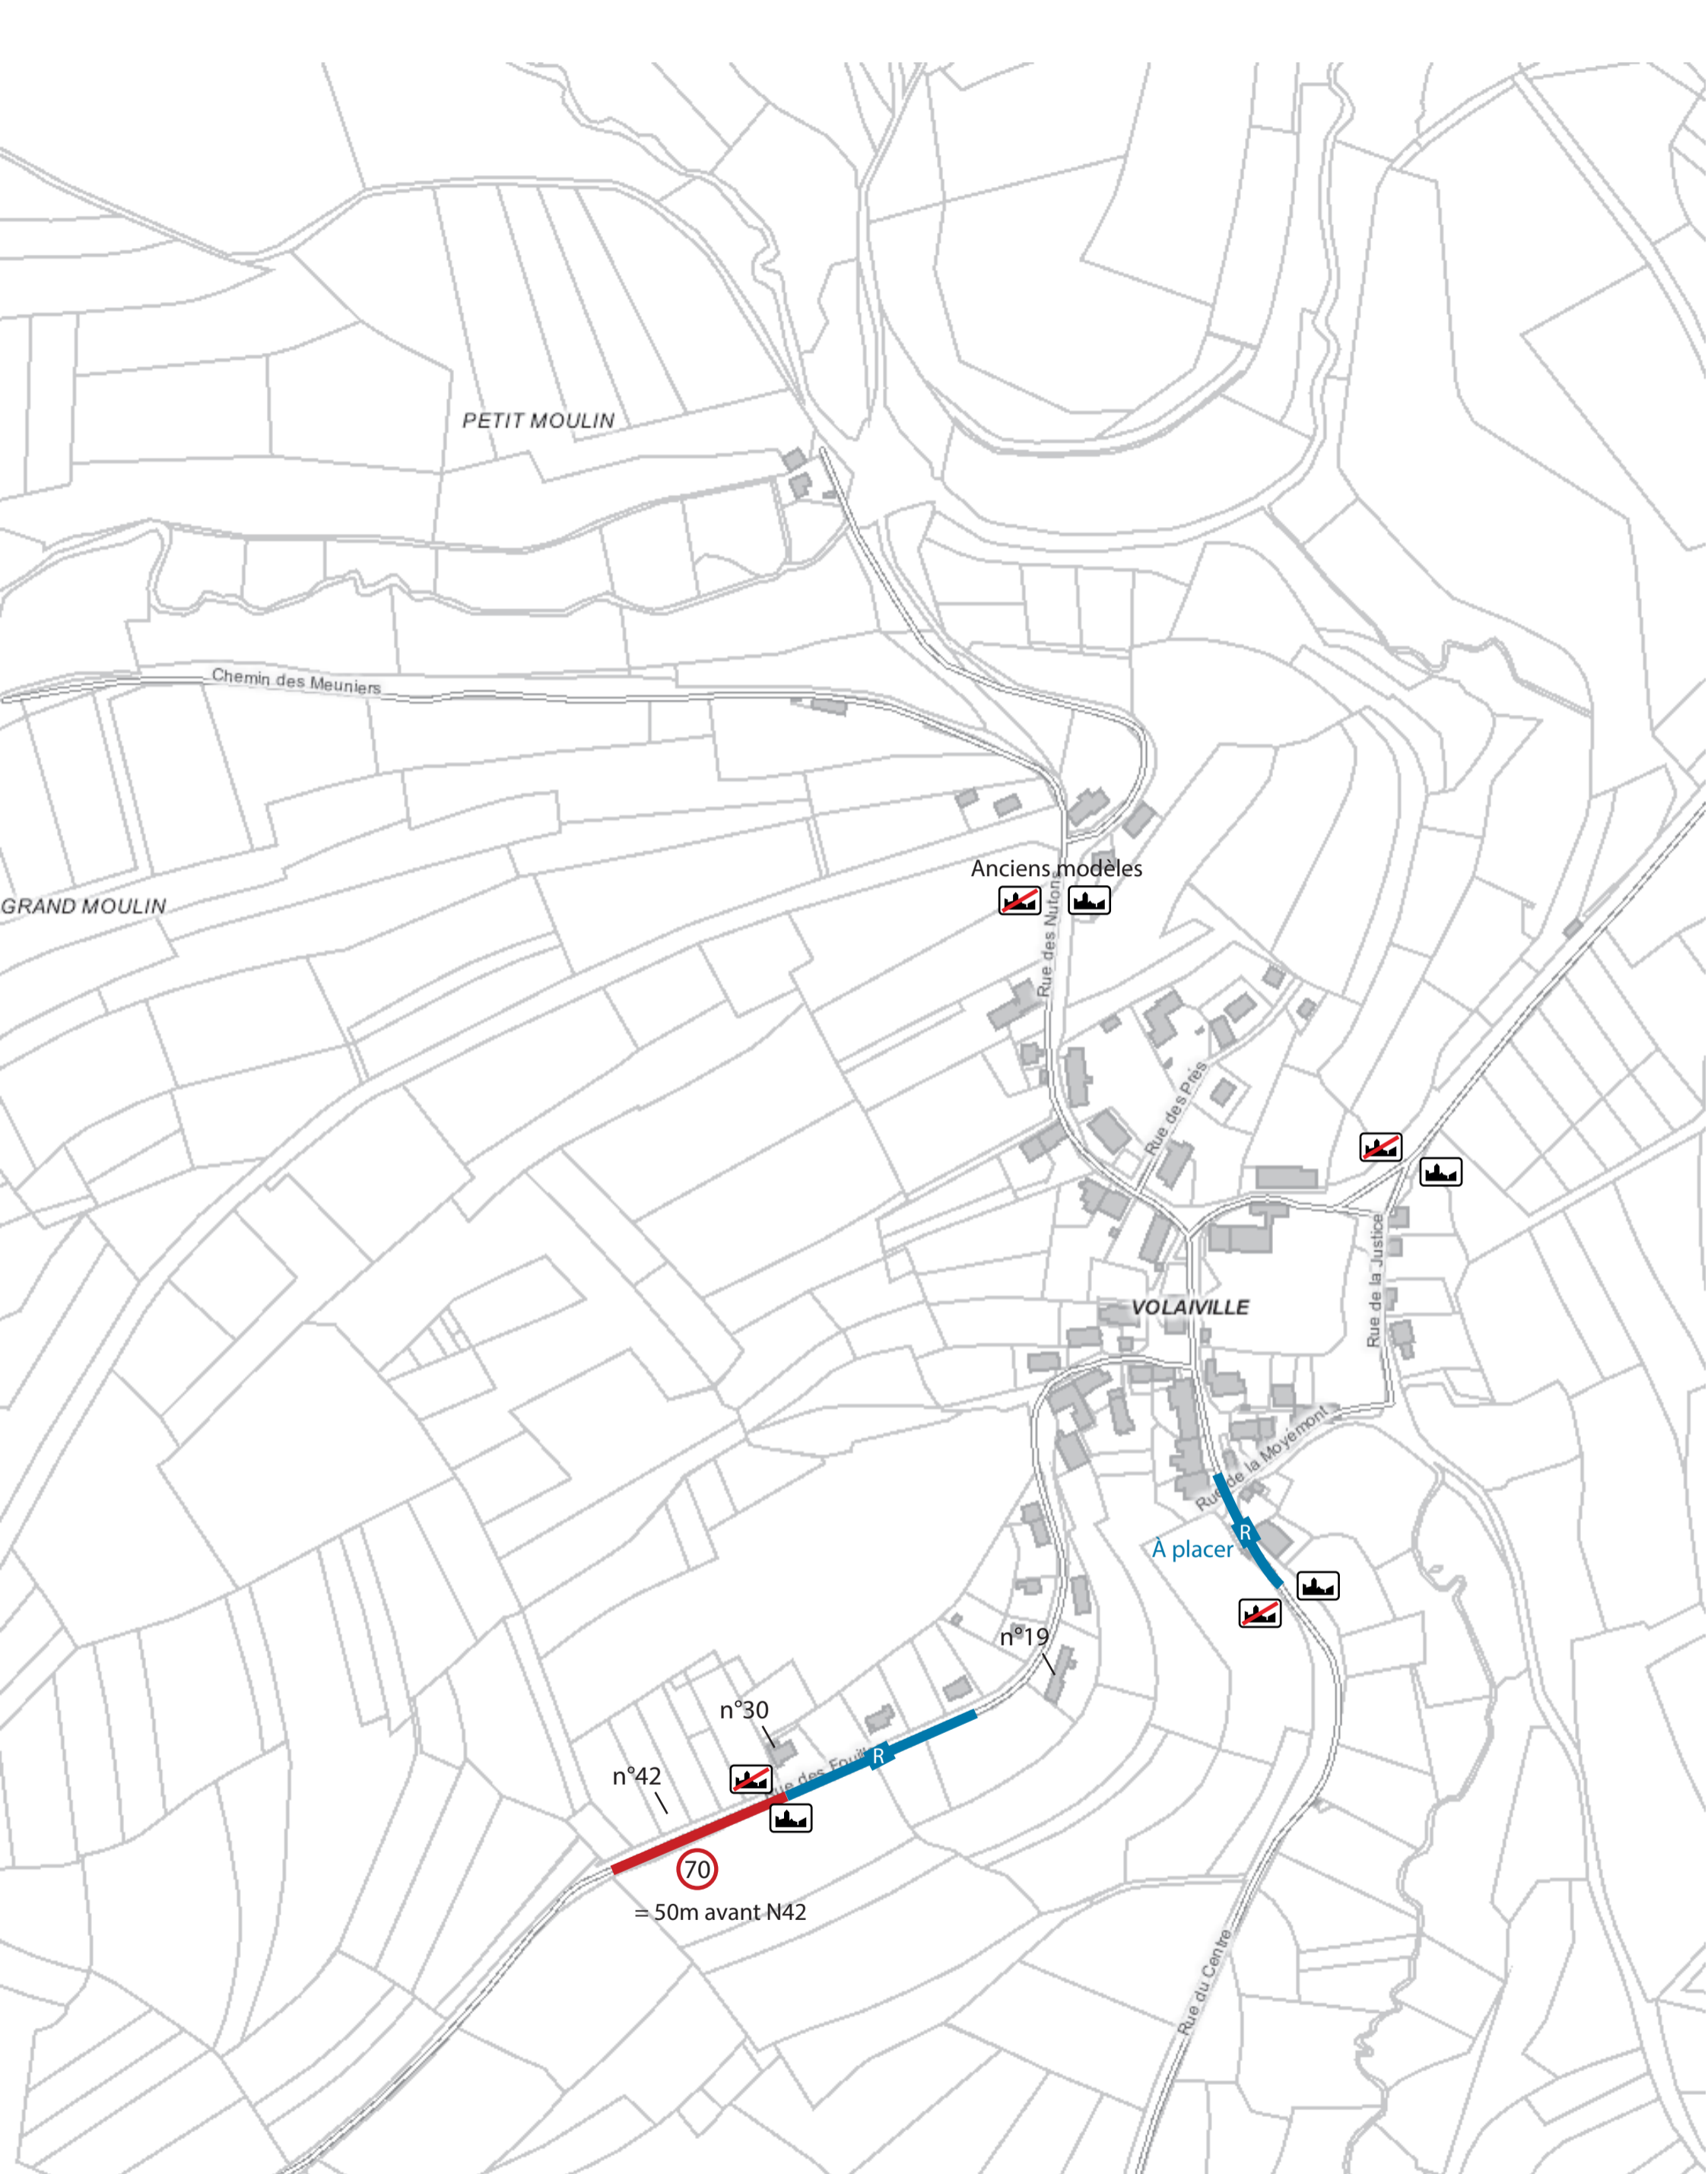 PETIT MOULIN
Chemin des Meuniers
GRAND MOULIN
Anciens modèles
Rue des Nutons
Rue des Prés
Rue de la Justice
VOLAIVILLE
Rue de la Moyémont
R
À placer
n°19
n°30
R
n°42
70
= 50m avant N42
Rue du Centre